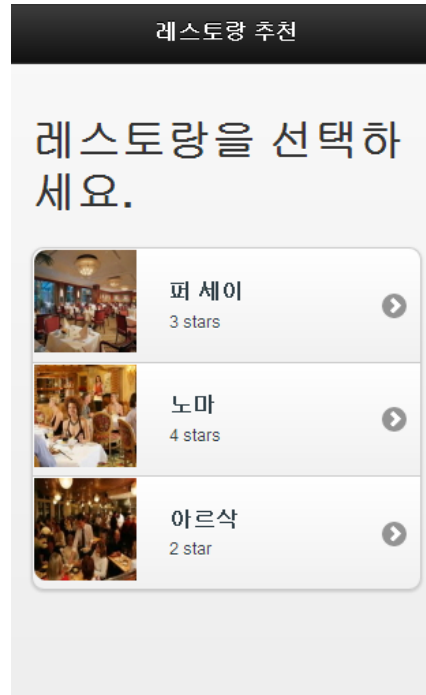 레스토랑 추천
레스토랑을 선택하
세요.
퍼 세이
3 stars
노마
4 stars
아르삭
2 star